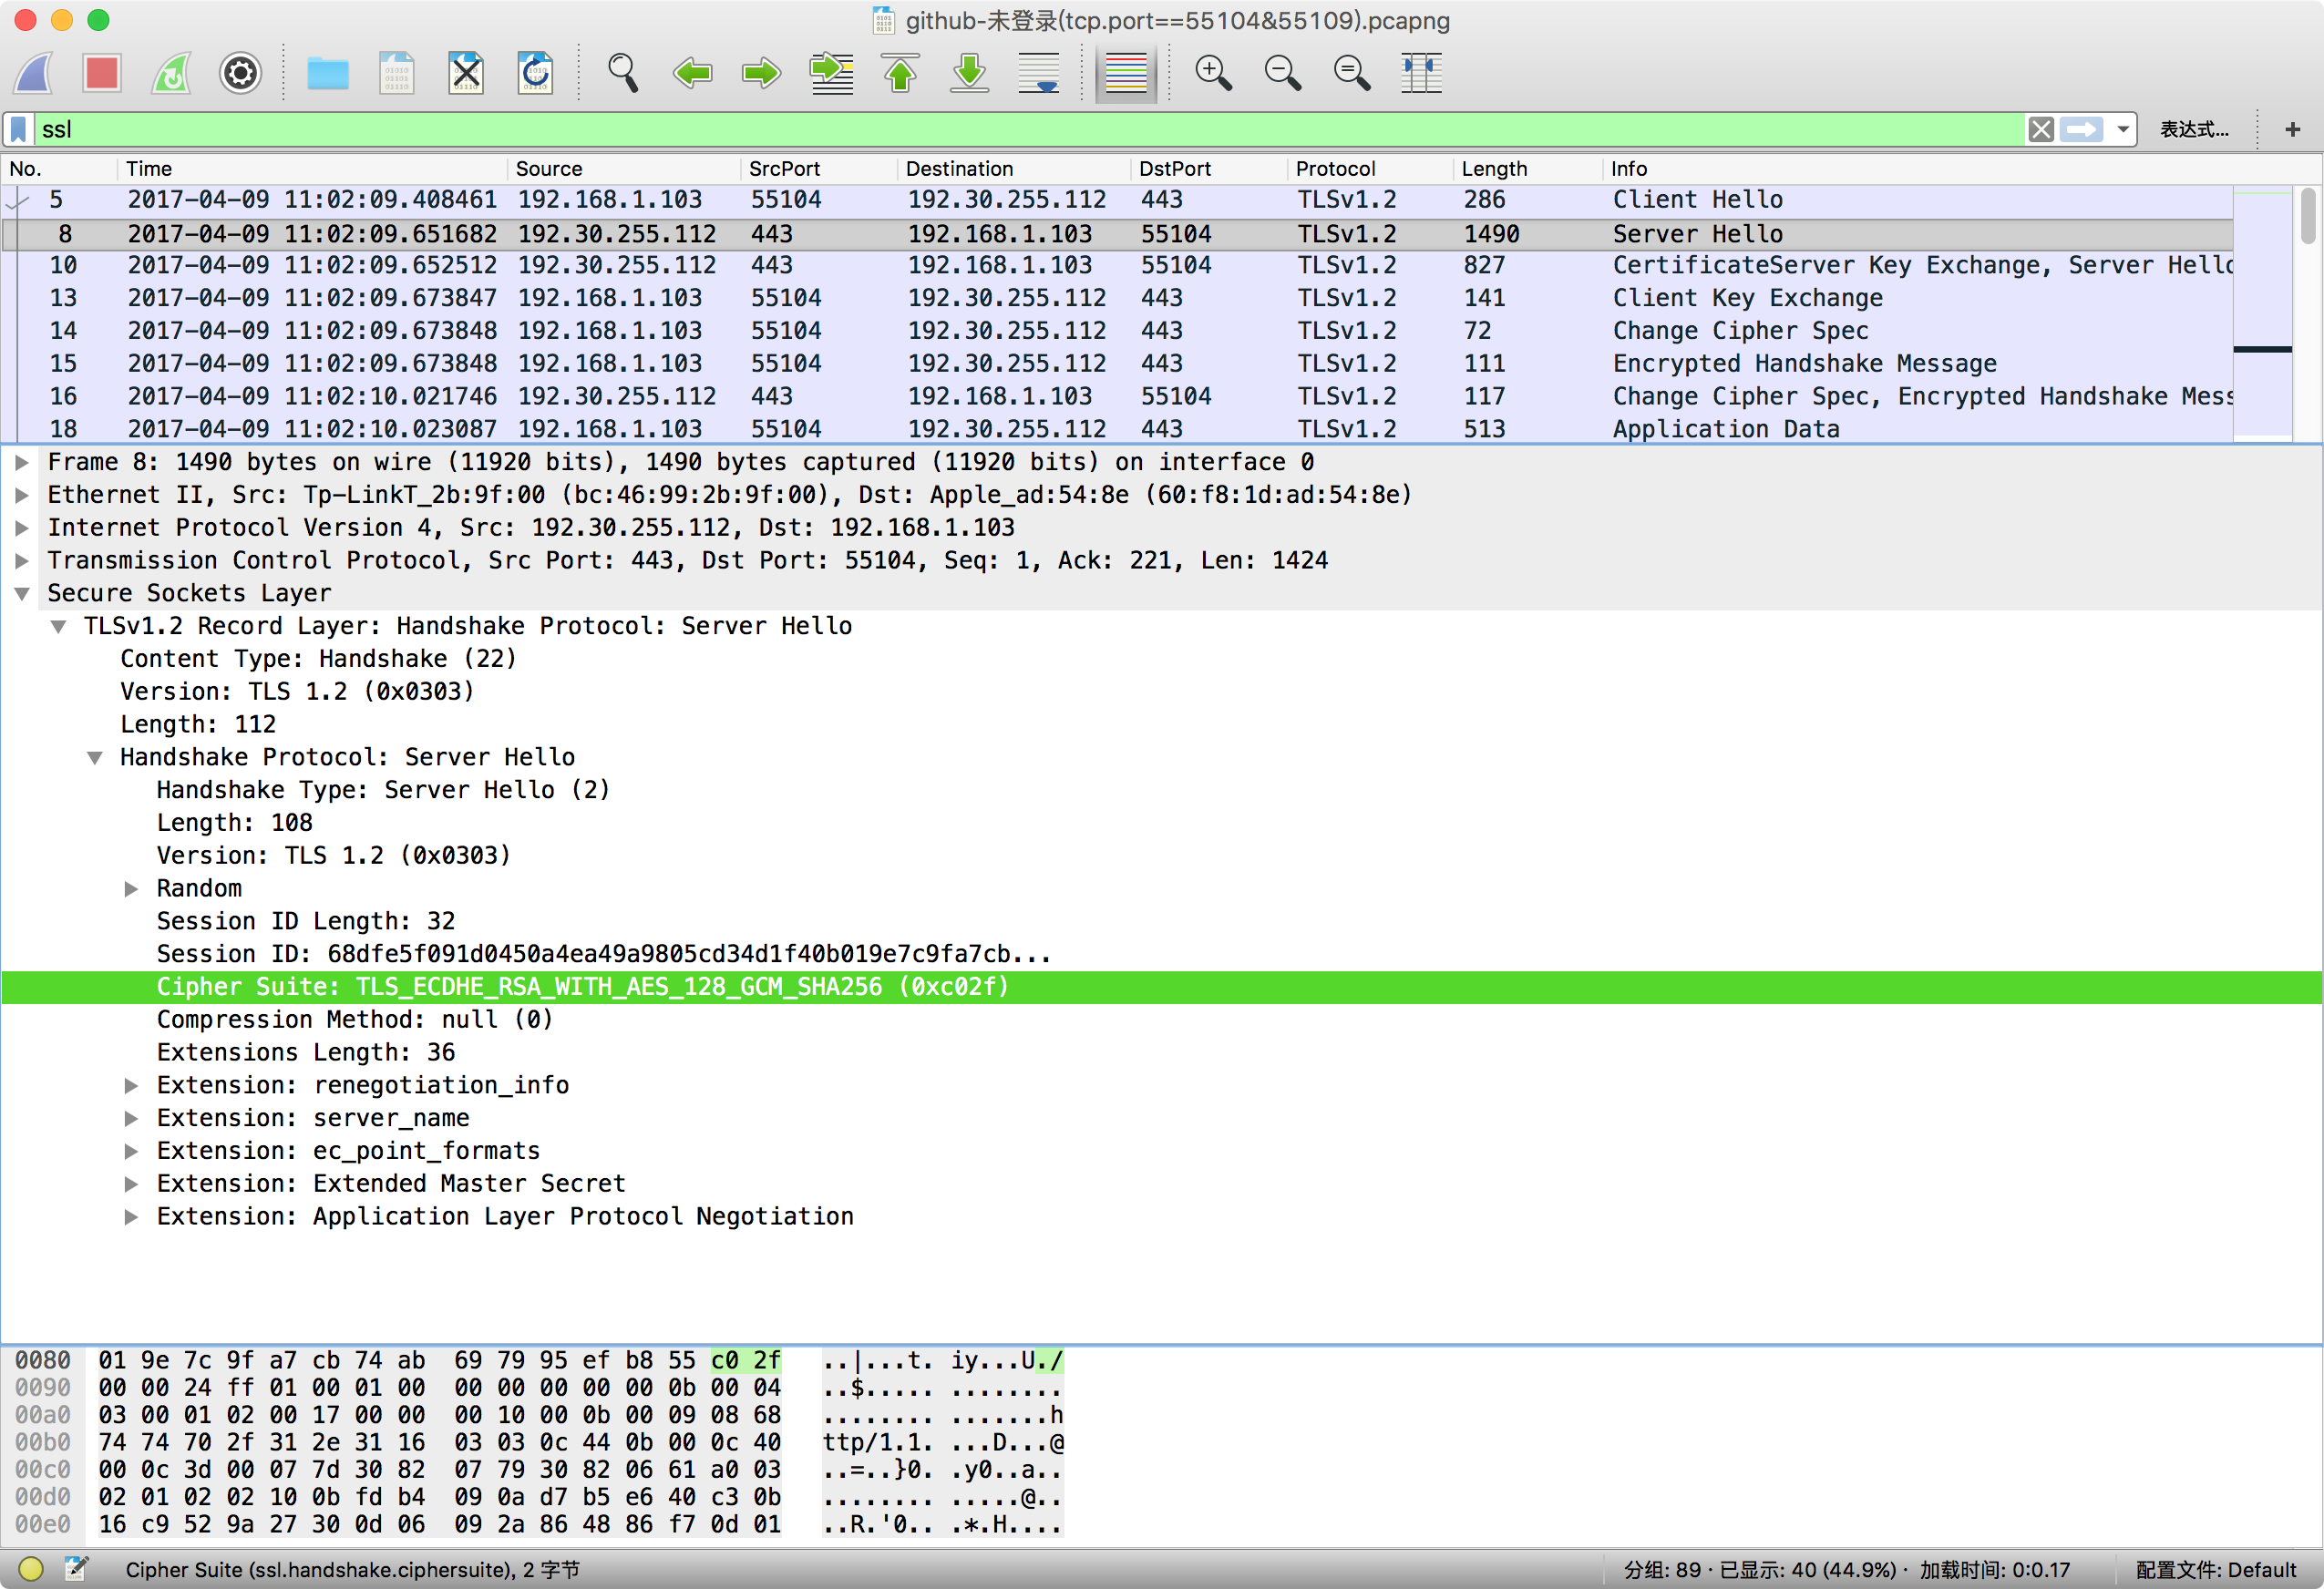 github-未登录(tcp.port==55104&55109).pcapng
ssl 表达式… +
No. Time Source SrcPort Destination DstPort Protocol Length Info
5 2017-04-09 11:02:09.408461 192.168.1.103 55104 192.30.255.112 443 TLSv1.2 286 Client Hello
8 2017-04-09 11:02:09.651682 192.30.255.112 443 192.168.1.103 55104 TLSv1.2 1490 Server Hello
10 2017-04-09 11:02:09.652512 192.30.255.112 443 192.168.1.103 55104 TLSv1.2 827 CertificateServer Key Exchange, Server Hello
13 2017-04-09 11:02:09.673847 192.168.1.103 55104 192.30.255.112 443 TLSv1.2 141 Client Key Exchange
14 2017-04-09 11:02:09.673848 192.168.1.103 55104 192.30.255.112 443 TLSv1.2 72 Change Cipher Spec
15 2017-04-09 11:02:09.673848 192.168.1.103 55104 192.30.255.112 443 TLSv1.2 111 Encrypted Handshake Message
16 2017-04-09 11:02:10.021746 192.30.255.112 443 192.168.1.103 55104 TLSv1.2 117 Change Cipher Spec, Encrypted Handshake Mess
18 2017-04-09 11:02:10.023087 192.168.1.103 55104 192.30.255.112 443 TLSv1.2 513 Application Data
Frame 8: 1490 bytes on wire (11920 bits), 1490 bytes captured (11920 bits) on interface 0
Ethernet II, Src: Tp-LinkT_2b:9f:00 (bc:46:99:2b:9f:00), Dst: Apple_ad:54:8e (60:f8:1d:ad:54:8e)
Internet Protocol Version 4, Src: 192.30.255.112, Dst: 192.168.1.103
Transmission Control Protocol, Src Port: 443, Dst Port: 55104, Seq: 1, Ack: 221, Len: 1424
Secure Sockets Layer
TLSv1.2 Record Layer: Handshake Protocol: Server Hello
Content Type: Handshake (22)
Version: TLS 1.2 (0x0303)
Length: 112
Handshake Protocol: Server Hello
Handshake Type: Server Hello (2)
Length: 108
Version: TLS 1.2 (0x0303)
Random
Session ID Length: 32
Session ID: 68dfe5f091d0450a4ea49a9805cd34d1f40b019e7c9fa7cb...
Cipher Suite: TLS_ECDHE_RSA_WITH_AES_128_GCM_SHA256 (0xc02f)
Compression Method: null (0)
Extensions Length: 36
Extension: renegotiation_info
Extension: server_name
Extension: ec_point_formats
Extension: Extended Master Secret
Extension: Application Layer Protocol Negotiation
0080 01 9e 7c 9f a7 cb 74 ab 69 79 95 ef b8 55 c0 2f ..|...t. iy...U./
0090 00 00 24 ff 01 00 01 00 00 00 00 00 00 0b 00 04 ..$..... ........
00a0 03 00 01 02 00 17 00 00 00 10 00 0b 00 09 08 68 ........ .......h
00b0 74 74 70 2f 31 2e 31 16 03 03 0c 44 0b 00 0c 40 ttp/1.1. ...D...@
00c0 00 0c 3d 00 07 7d 30 82 07 79 30 82 06 61 a0 03 ..=..}0. .y0..a..
00d0 02 01 02 02 10 0b fd b4 09 0a d7 b5 e6 40 c3 0b ........ .....@..
00e0 16 c9 52 9a 27 30 0d 06 09 2a 86 48 86 f7 0d 01 ..R.'0.. .*.H....
Cipher Suite (ssl.handshake.ciphersuite), 2 字节 分组: 89 · 已显示: 40 (44.9%) · 加载时间: 0:0.17 配置文件: Default